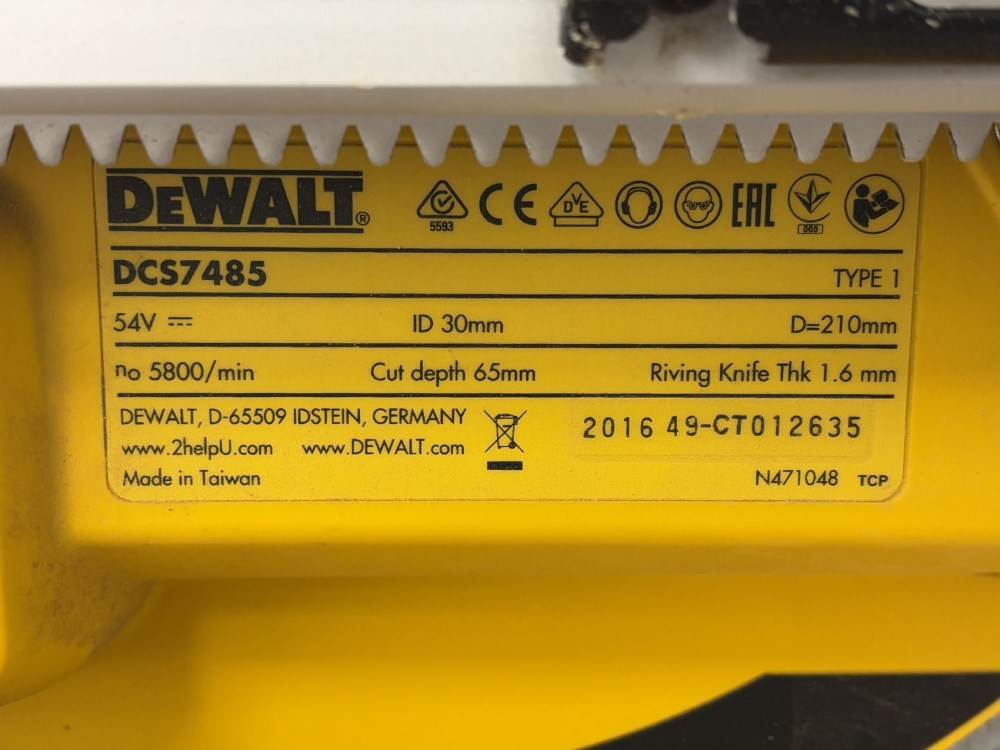 DEWALT®
5593
CE
DVE
EAC
060
DCS7485 TYPE 1
54V ⎓ ID 30mm D=210mm
no 5800/min Cut depth 65mm Riving Knife Thk 1.6 mm
DEWALT, D-65509 IDSTEIN, GERMANY
www.2helpU.com www.DEWALT.com
2016 49-CT012635
Made in Taiwan
N471048 TCP